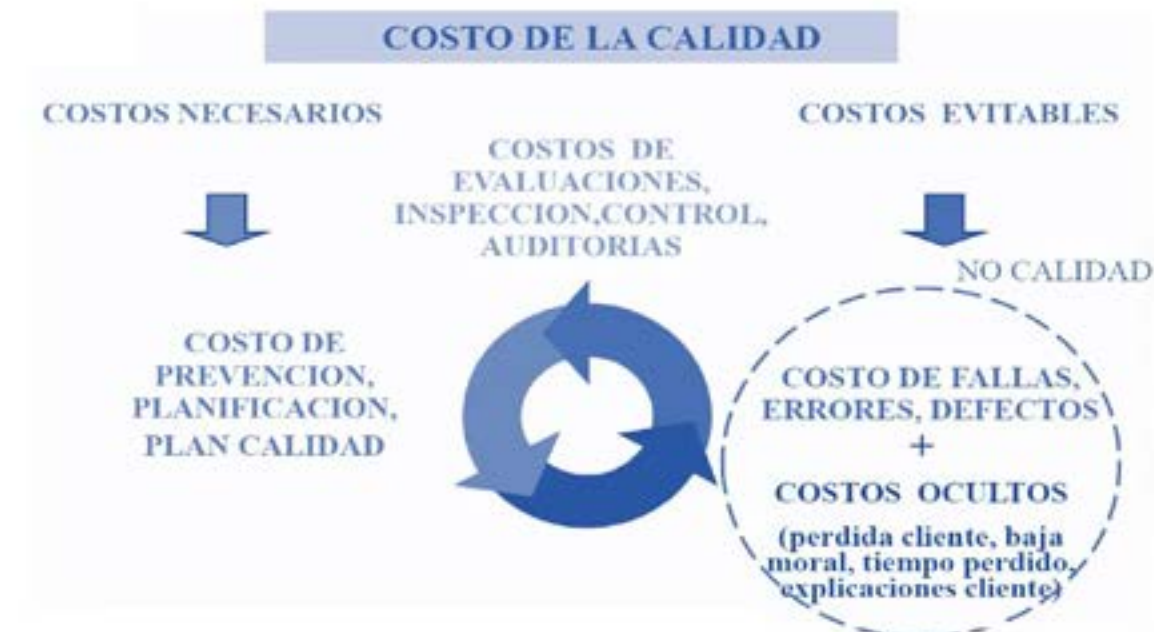 COSTO DE LA CALIDAD
COSTOS NECESARIOS
COSTOS EVITABLES
COSTOS DE
EVALUACIONES,
INSPECCION,CONTROL,
AUDITORIAS
NO CALIDAD
COSTO DE
PREVENCION,
PLANIFICACION,
PLAN CALIDAD
COSTO DE FALLAS,
ERRORES, DEFECTOS
+
COSTOS OCULTOS
(perdida cliente, baja
moral, tiempo perdido,
explicaciones cliente)